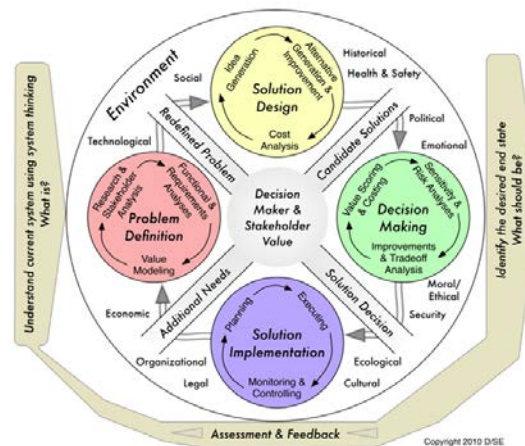 Environment
Social
Technological
Economic
Organizational
Legal
Historical
Health & Safety
Political
Emotional
Moral/
Ethical
Security
Ecological
Cultural
Idea
Generation
Alternative
Generation &
Improvement
Solution
Design
Cost Analysis
Redefined Problem
Candidate Solutions
Research &
Stakeholder
Analysis
Functional &
Requirements
Analyses
Problem
Definition
Value Modeling
Decision
Maker &
Stakeholder
Value
Value Scoring
& Costing
Sensitivity &
Risk Analyses
Decision
Making
Improvements
& Tradeoff
Analysis
Additional Needs
Solution Decision
Planning
Executing
Solution
Implementation
Monitoring &
Controlling
Understand current system using system thinking
What is?
Identify the desired end state
What should be?
Assessment & Feedback
Copyright 2010 D/SE